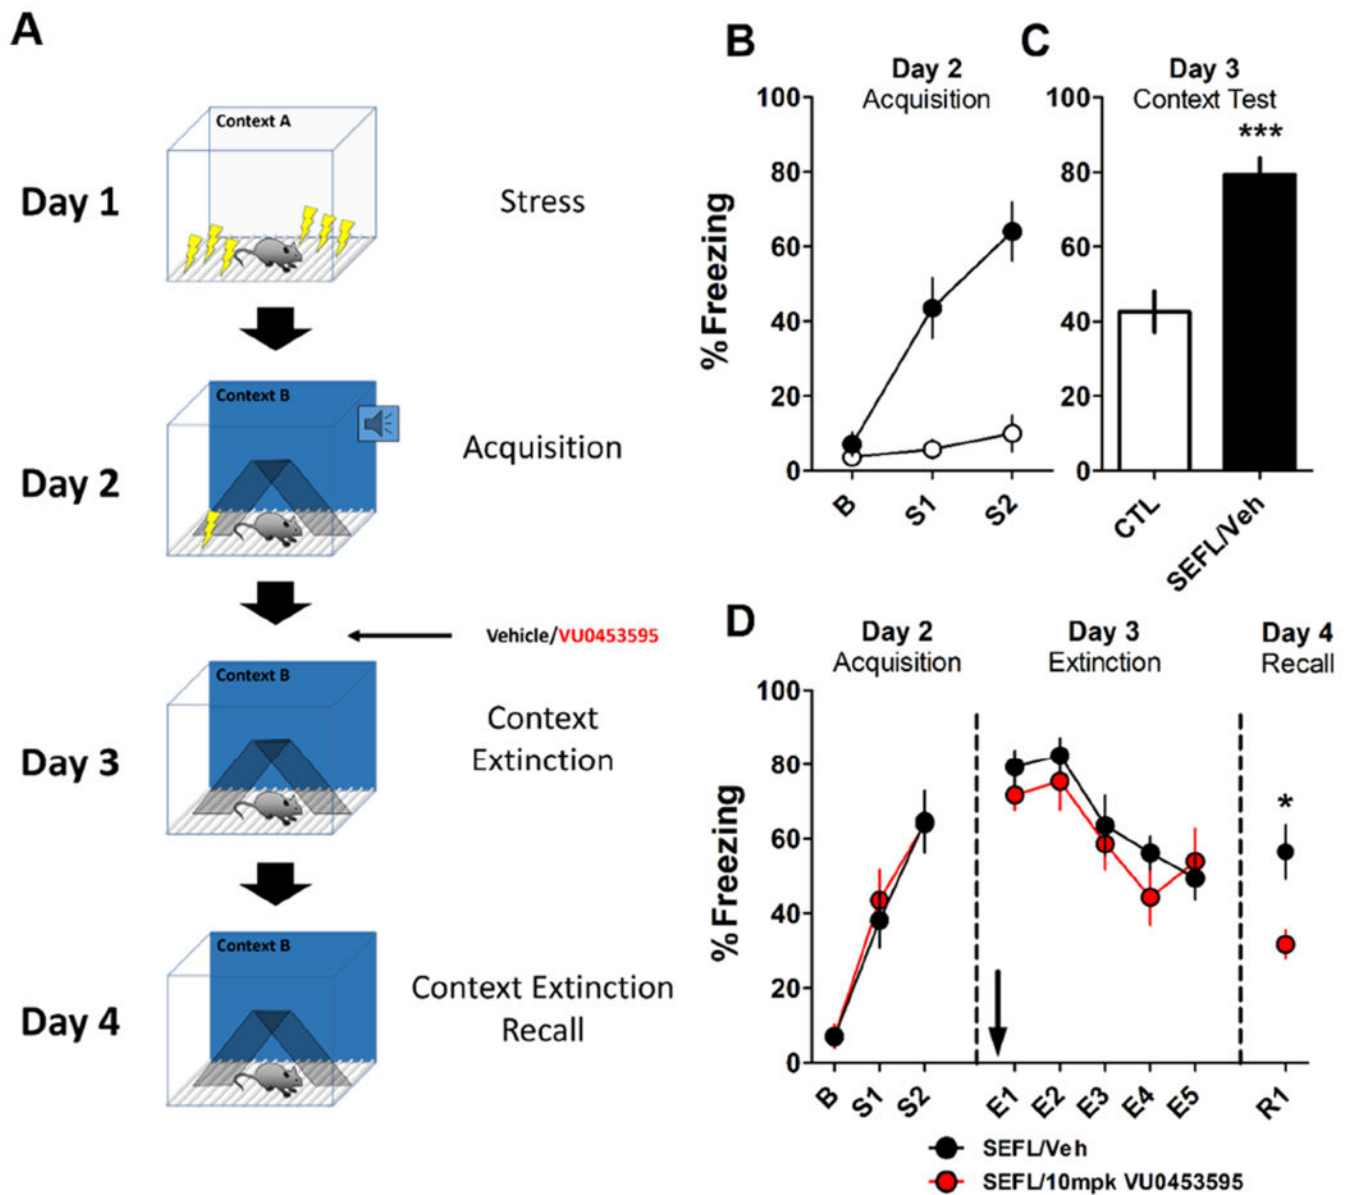 A
Day 1
Context A
Stress
Day 2
Context B
Acquisition
Vehicle/VU0453595
Day 3
Context B
Context
Extinction
Day 4
Context B
Context Extinction
Recall
B
Day 2
Acquisition
%Freezing
100
80
60
40
20
0
B
S1
S2
C
Day 3
Context Test
***
100
80
60
40
20
0
CTL
SEFL/Veh
D
Day 2
Acquisition
Day 3
Extinction
Day 4
Recall
%Freezing
100
80
60
40
20
0
*
B
S1
S2
E1
E2
E3
E4
E5
R1
SEFL/Veh
SEFL/10mpk VU0453595